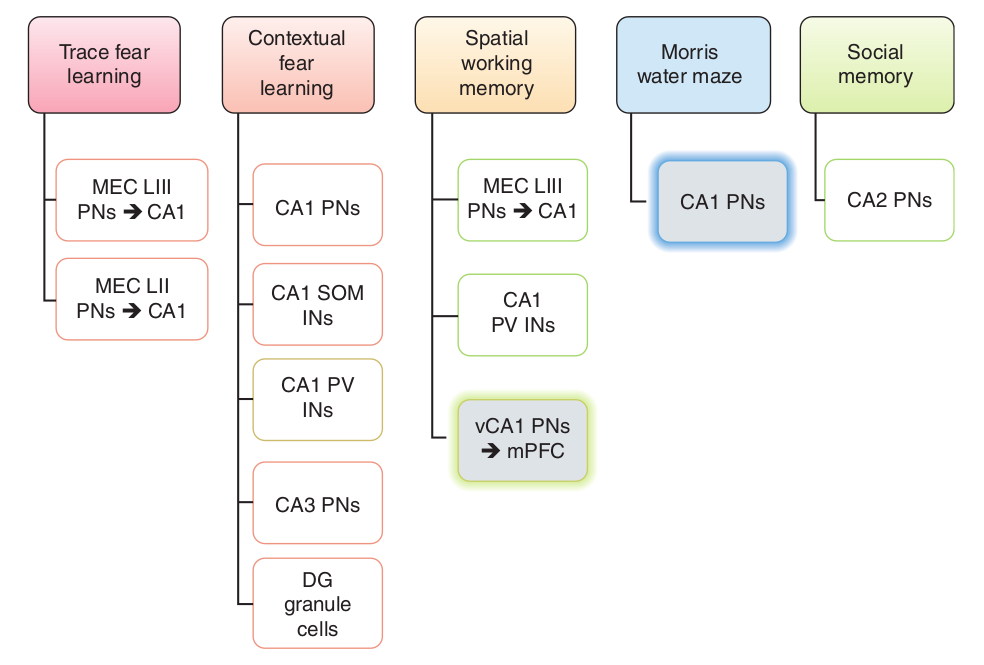 Trace fear
learning
MEC LIII
PNs ➔ CA1
MEC LII
PNs ➔ CA1
Contextual
fear
learning
CA1 PNs
CA1 SOM
INs
CA1 PV
INs
CA3 PNs
DG
granule
cells
Spatial
working
memory
MEC LIII
PNs ➔ CA1
CA1
PV INs
vCA1 PNs
➔ mPFC
Morris
water maze
CA1 PNs
Social
memory
CA2 PNs